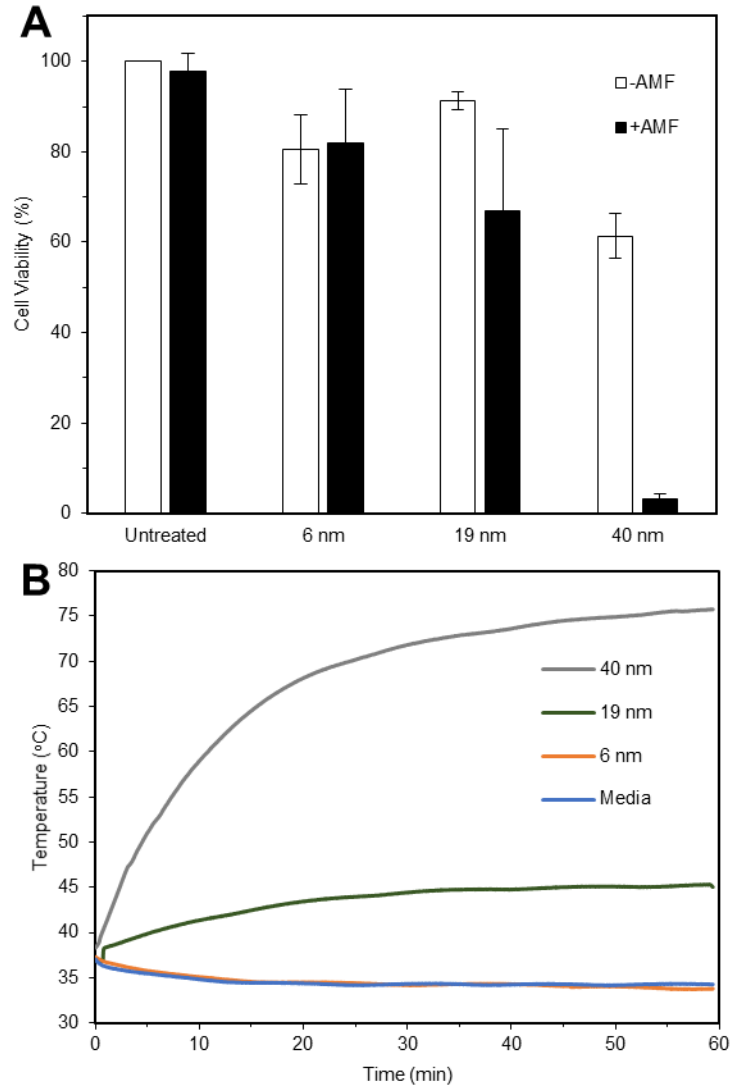 A
Cell Viability (%)
100
80
60
40
20
0
-AMF
+AMF
Untreated 6 nm 19 nm 40 nm
B
Temperature (°C)
80
75
70
65
60
55
50
45
40
35
30
40 nm
19 nm
6 nm
Media
0 10 20 30 40 50 60
Time (min)